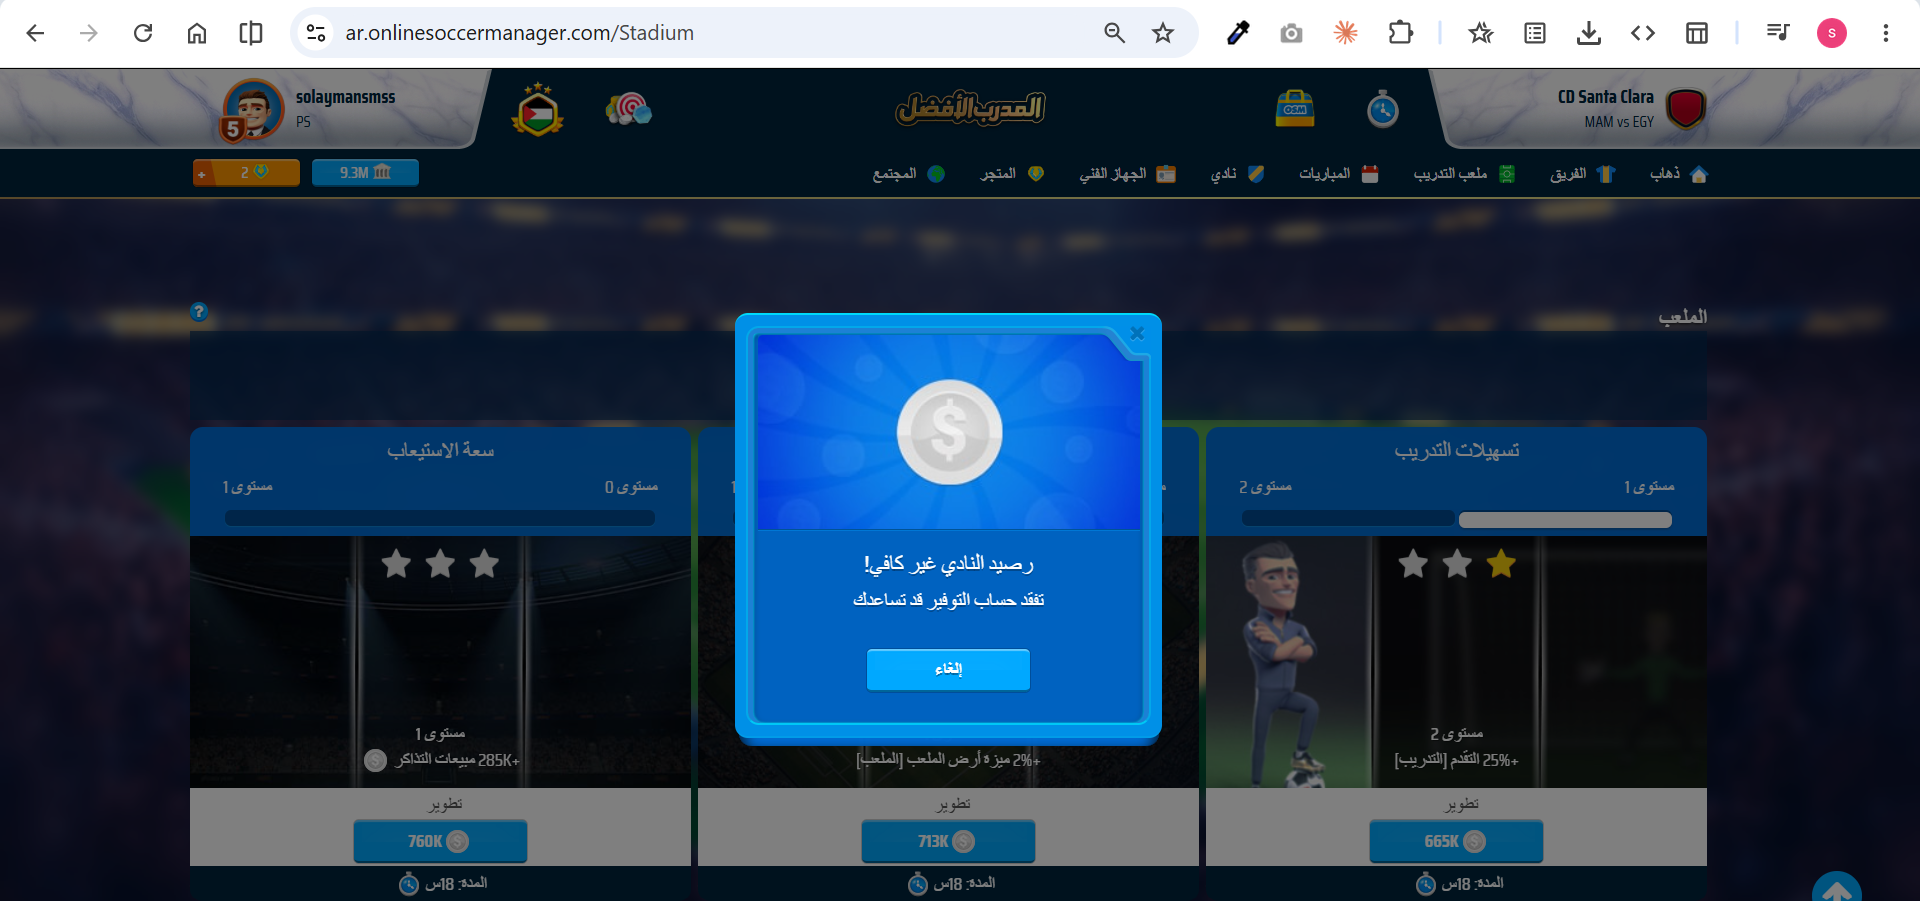 ar.onlinesoccermanager.com/Stadium
S
solaymansmss
PS
5
المدرب الأفضل
OSM
CD Santa Clara
MAM vs EGY
+ 2
9.3M
ذهاب
الفريق
ملعب التدريب
المباريات
نادي
الجهاز الفني
المتجر
المجتمع
?
الملعب
تسهيلات التدريب
مستوى 1
مستوى 2
مستوى 2
+25% التقدم [التدريب]
تطوير
665K
المدة: 18س
رصيد النادي غير كافي!
تفقد حساب التوفير قد تساعدك
إلغاء
+2% ميزة أرض الملعب [الملعب]
تطوير
713K
المدة: 18س
سعة الاستيعاب
مستوى 0
مستوى 1
مستوى 1
+285K مبيعات التذاكر
تطوير
760K
المدة: 18س